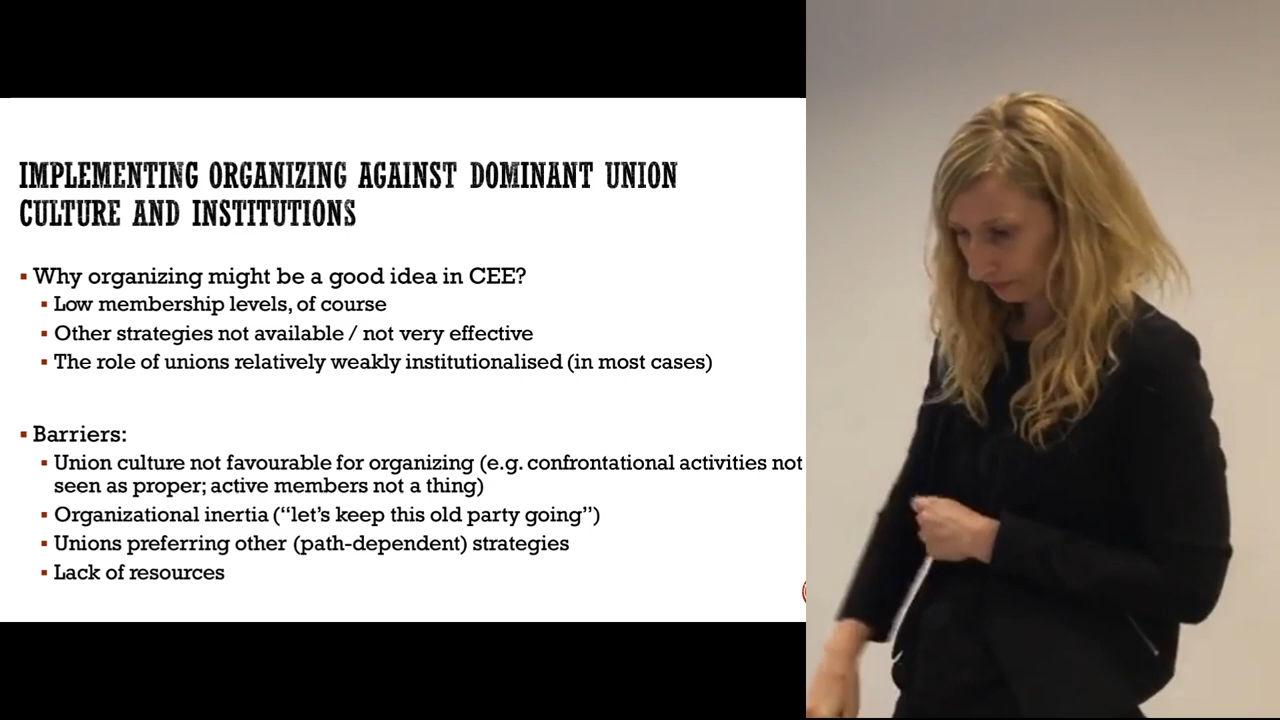 IMPLEMENTING ORGANIZING AGAINST DOMINANT UNION
CULTURE AND INSTITUTIONS
▪ Why organizing might be a good idea in CEE?
▪ Low membership levels, of course
▪ Other strategies not available / not very effective
▪ The role of unions relatively weakly institutionalised (in most cases)
▪ Barriers:
▪ Union culture not favourable for organizing (e.g. confrontational activities not
seen as proper; active members not a thing)
▪ Organizational inertia (“let’s keep this old party going”)
▪ Unions preferring other (path-dependent) strategies
▪ Lack of resources